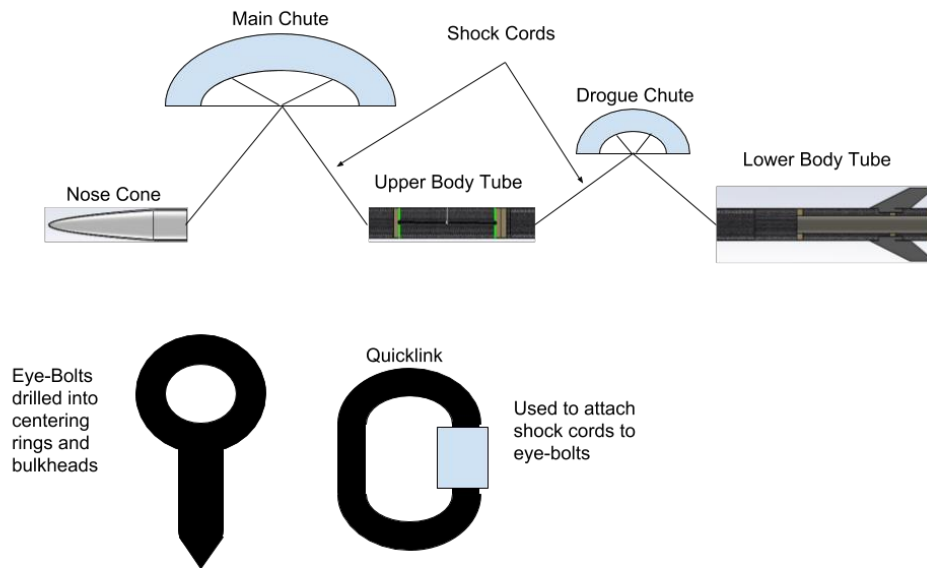 Main Chute
Shock Cords
Drogue Chute
Lower Body Tube
Nose Cone
Upper Body Tube
Eye-Bolts
drilled into
centering
rings and
bulkheads
Quicklink
Used to attach
shock cords to
eye-bolts